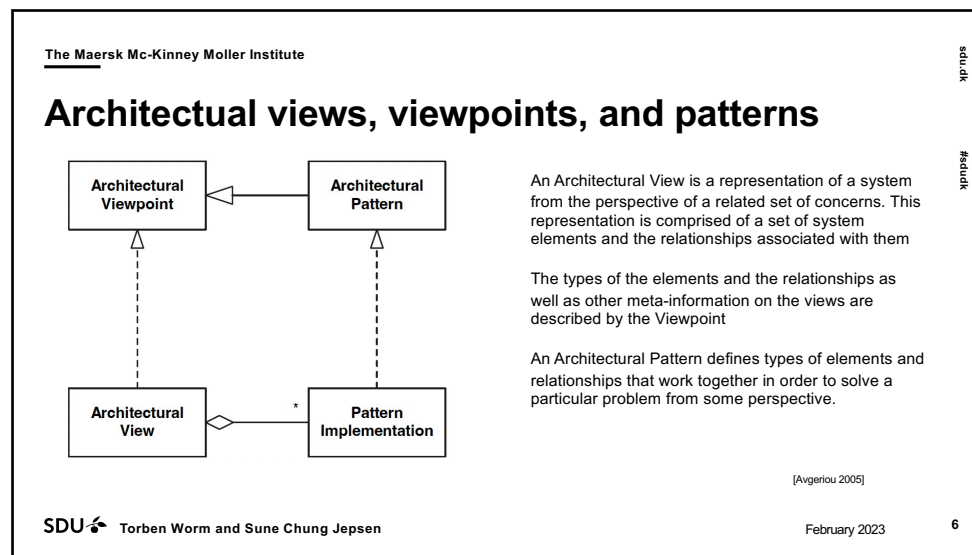 The Maersk Mc-Kinney Moller Institute
sdu.dk
#sdudk
Architectual views, viewpoints, and patterns
Architectural
Viewpoint
Architectural
Pattern
Architectural
View
*
Pattern
Implementation
An Architectural View is a representation of a system
from the perspective of a related set of concerns. This
representation is comprised of a set of system
elements and the relationships associated with them
The types of the elements and the relationships as
well as other meta-information on the views are
described by the Viewpoint
An Architectural Pattern defines types of elements and
relationships that work together in order to solve a
particular problem from some perspective.
[Avgeriou 2005]
SDU Torben Worm and Sune Chung Jepsen
February 2023
6